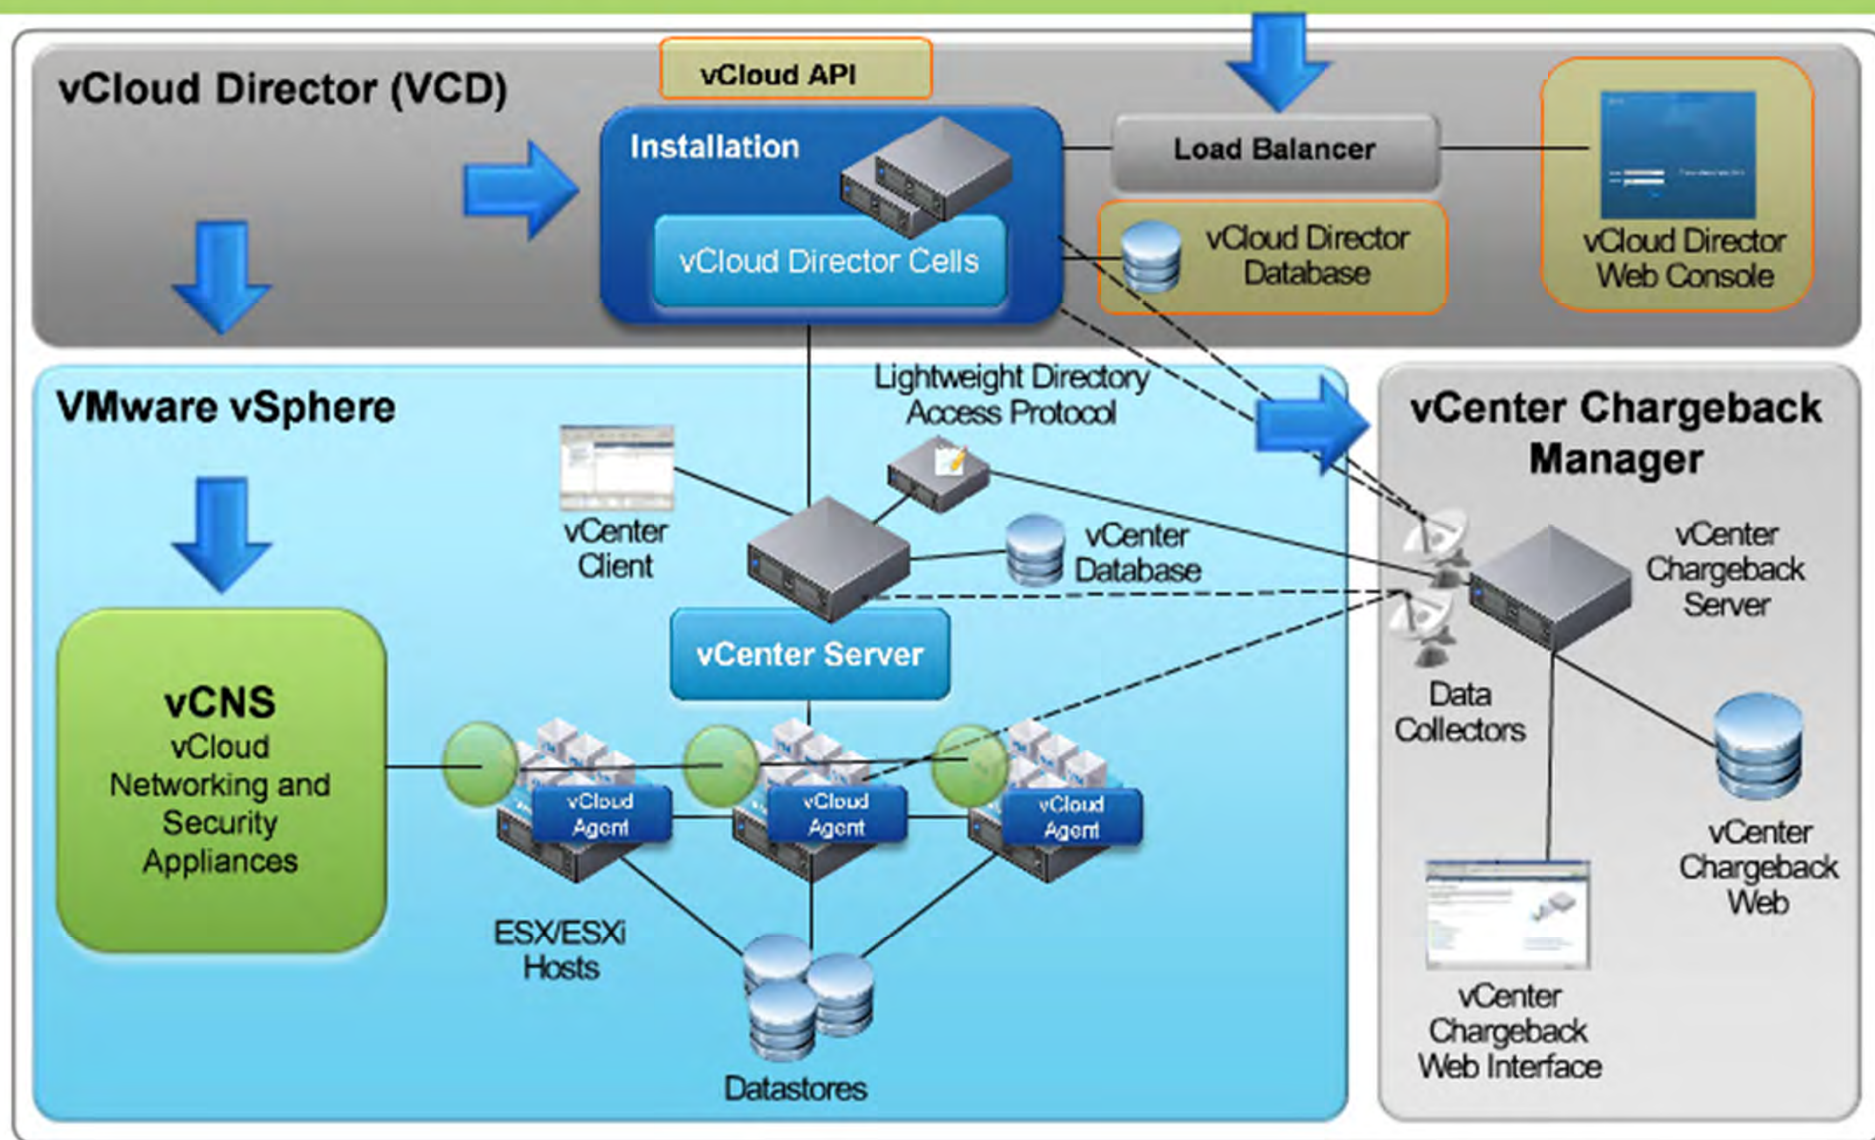 vCloud Director (VCD)
vCloud API
Installation
vCloud Director Cells
Load Balancer
vCloud Director
Database
vCloud Director
Web Console
VMware vSphere
Lightweight Directory
Access Protocol
vCenter
Client
vCenter
Database
vCenter Server
vCNS
vCloud
Networking and
Security
Appliances
vCloud
Agent
vCloud
Agent
vCloud
Agent
ESX/ESXi
Hosts
Datastores
vCenter Chargeback
Manager
vCenter
Chargeback
Server
Data
Collectors
vCenter
Chargeback
Web
vCenter
Chargeback
Web Interface